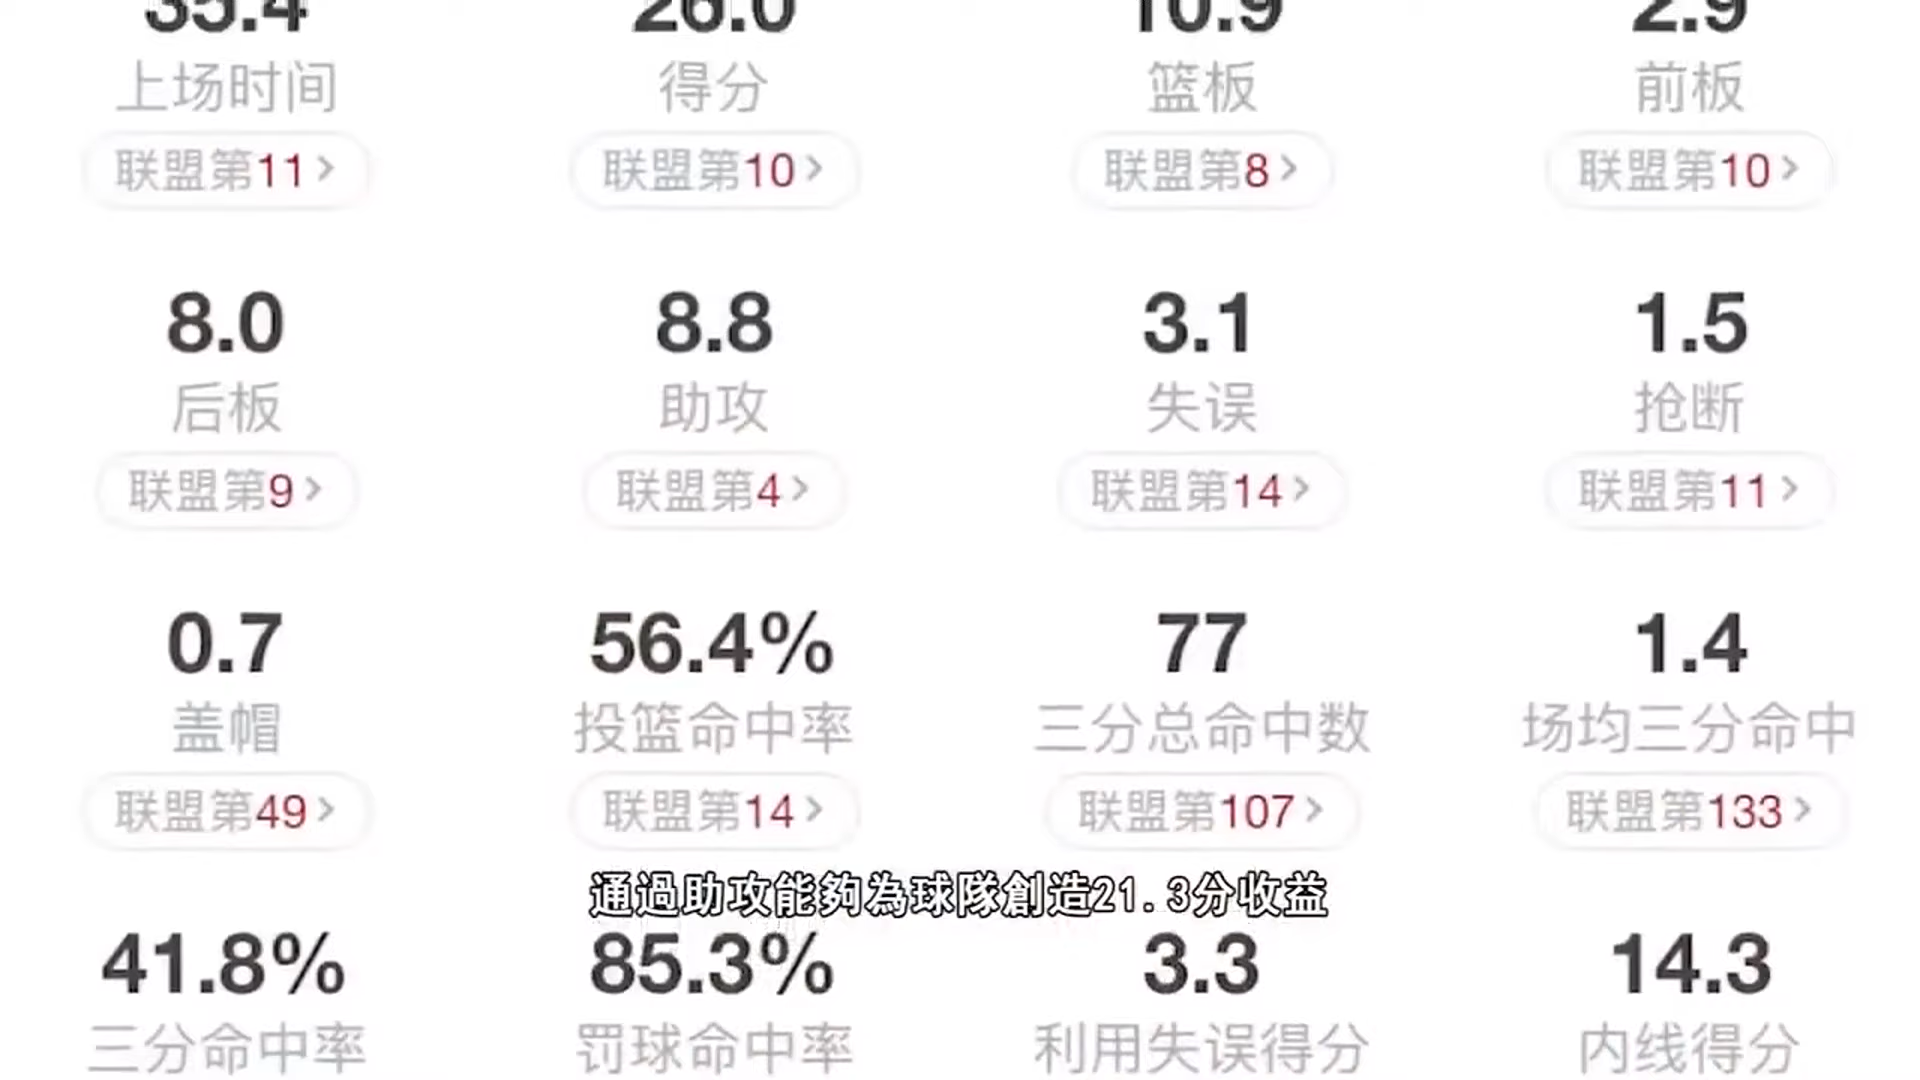 35.4 26.0 10.9 2.9
上场时间 得分 篮板 前板
联盟第11 > 联盟第10 > 联盟第8 > 联盟第10 >
8.0 8.8 3.1 1.5
后板 助攻 失误 抢断
联盟第9 > 联盟第4 > 联盟第14 > 联盟第11 >
0.7 56.4% 77 1.4
盖帽 投篮命中率 三分总命中数 场均三分命中
联盟第49 > 联盟第14 > 联盟第107 > 联盟第133 >
通過助攻能夠為球隊創造21.3分收益
41.8% 85.3% 3.3 14.3
三分命中率 罚球命中率 利用失误得分 内线得分